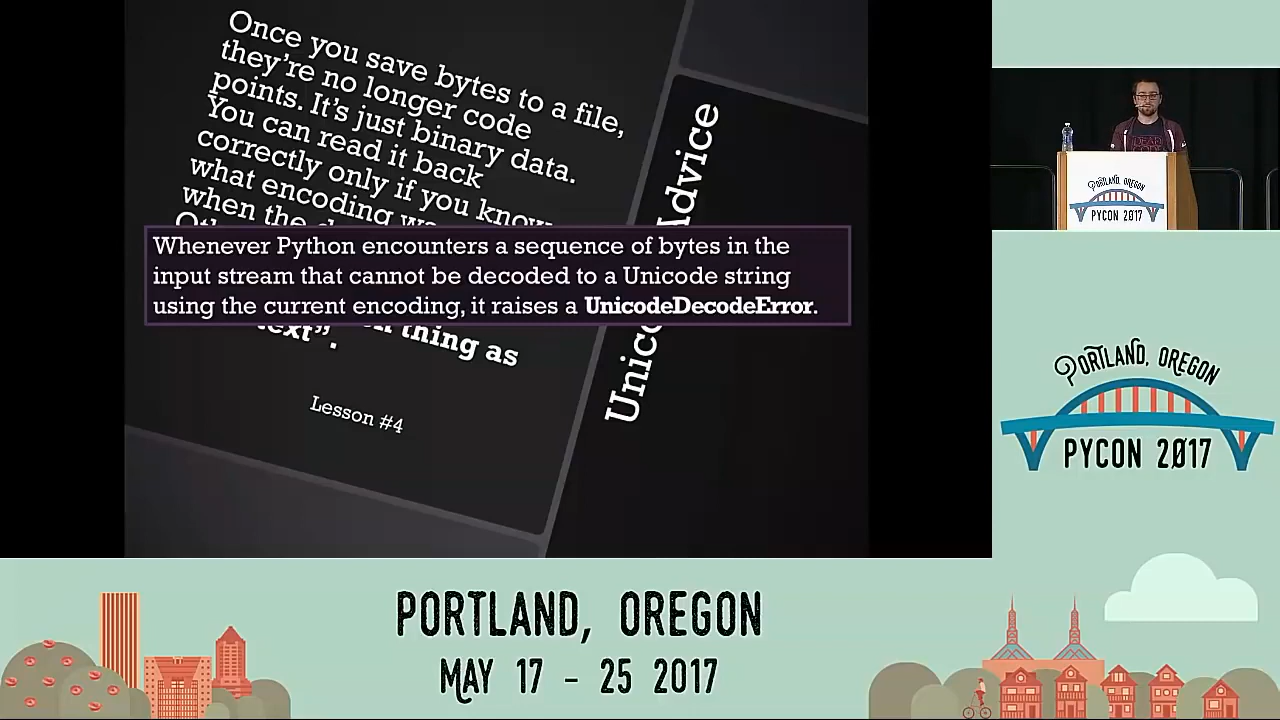 Once you save bytes to a file,
they're no longer code
points. It's just binary data.
You can read it back
correctly only if you know
what encoding
when the
Whenever Python encounters a sequence of bytes in the
input stream that cannot be decoded to a Unicode string
using the current encoding, it raises a UnicodeDecodeError.
thing as
text".
Lesson #4
Advice
PORTLAND, OREGON
PYCON 2017
PORTLAND, OREGON
PYCON 2017
PORTLAND, OREGON
MAY 17 - 25 2017